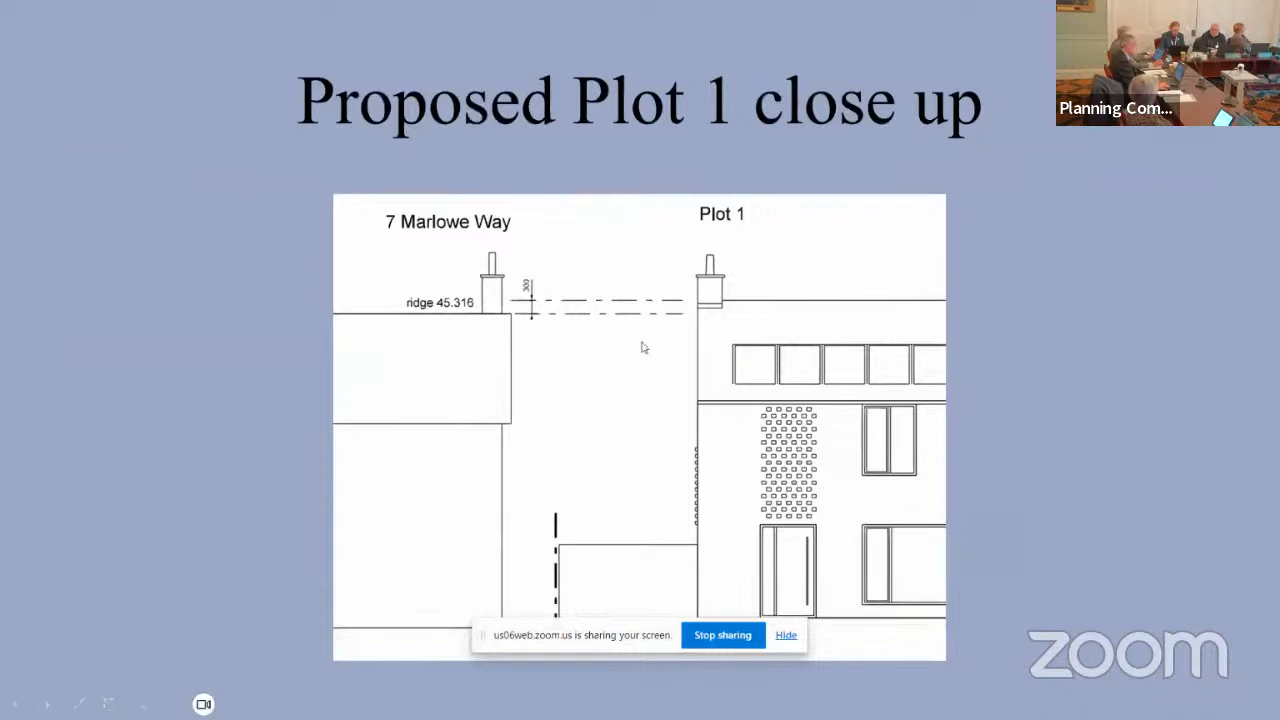 Proposed Plot 1 close up
Planning Com...
7 Marlowe Way
Plot 1
300
ridge 45.316
us06web.zoom.us is sharing your screen.
Stop sharing
Hide
zoom